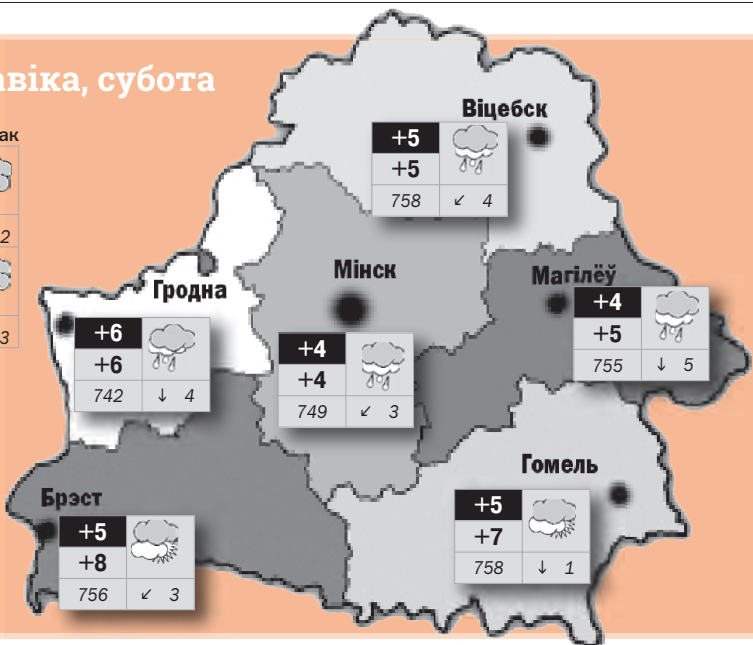 авіка, субота
ак
2
3
Віцебск
+5
+5
758 ↙ 4
Мінск
+4
+4
749 ↙ 3
Магілёў
+4
+5
755 ↓ 5
Гродна
+6
+6
742 ↓ 4
Гомель
+5
+7
758 ↓ 1
Брэст
+5
+8
756 ↙ 3